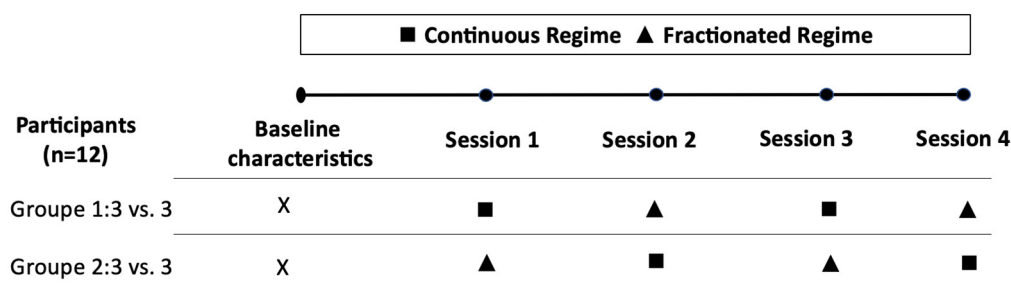 ■ Continuous Regime ▲ Fractionated Regime
Participants
(n=12)
Baseline
characteristics
Session 1
Session 2
Session 3
Session 4
Groupe 1:3 vs. 3 X ■ ▲ ■ ▲
Groupe 2:3 vs. 3 X ▲ ■ ▲ ■